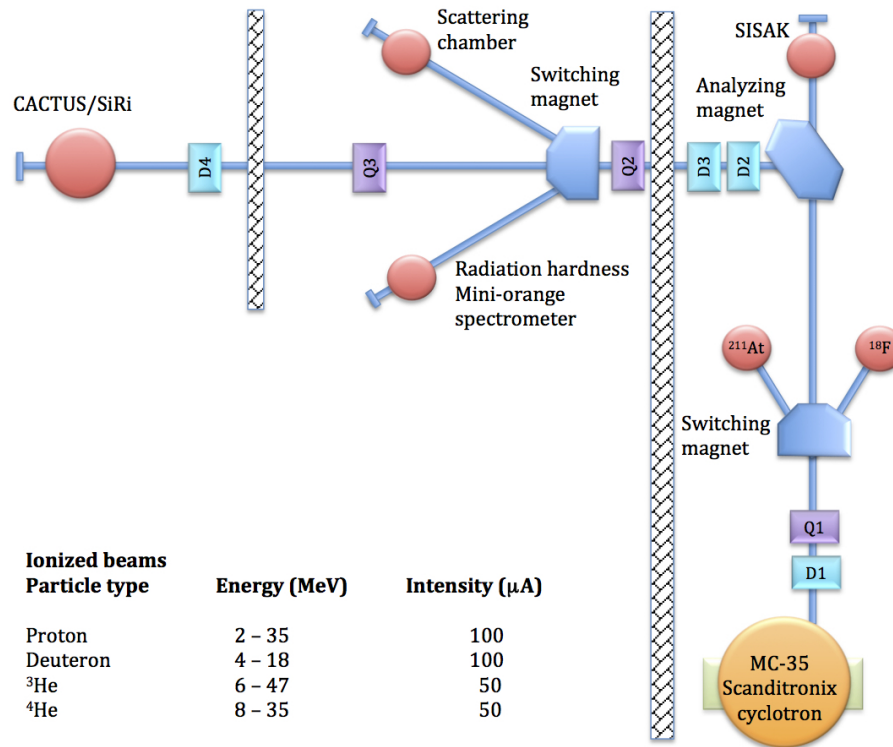 Scattering
chamber
SISAK
Switching
magnet
Analyzing
magnet
CACTUS/SiRi
D4
Q3
Q2
D3
D2
Radiation hardness
Mini-orange
spectrometer
²¹¹At
¹⁸F
Switching
magnet
Q1
D1
Ionized beams
Particle type Energy (MeV) Intensity (μA)
Proton 2 – 35 100
Deuteron 4 – 18 100
³He 6 – 47 50
⁴He 8 – 35 50
MC-35
Scanditronix
cyclotron